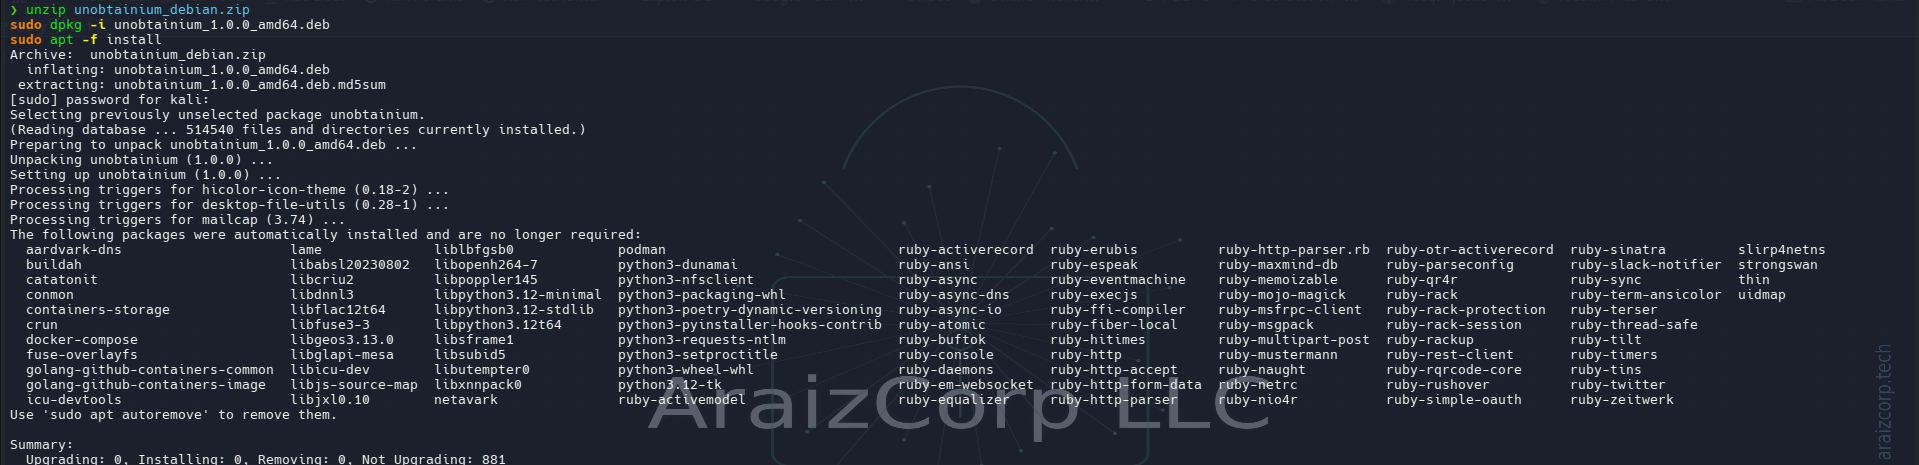 ❯ unzip unobtainium_debian.zip
sudo dpkg -i unobtainium_1.0.0_amd64.deb
sudo apt -f install
Archive:  unobtainium_debian.zip
  inflating: unobtainium_1.0.0_amd64.deb
 extracting: unobtainium_1.0.0_amd64.deb.md5sum
[sudo] password for kali:
Selecting previously unselected package unobtainium.
(Reading database ... 514540 files and directories currently installed.)
Preparing to unpack unobtainium_1.0.0_amd64.deb ...
Unpacking unobtainium (1.0.0) ...
Setting up unobtainium (1.0.0) ...
Processing triggers for hicolor-icon-theme (0.18-2) ...
Processing triggers for desktop-file-utils (0.28-1) ...
Processing triggers for mailcap (3.74) ...
The following packages were automatically installed and are no longer required:
  aardvark-dns  lame  liblbfgsb0  podman  ruby-activerecord  ruby-erubis  ruby-http-parser.rb  ruby-otr-activerecord  ruby-sinatra  slirp4netns
  buildah  libabsl20230802  libopenh264-7  python3-dunamai  ruby-ansi  ruby-espeak  ruby-maxmind-db  ruby-parseconfig  ruby-slack-notifier  strongswan
  catatonit  libcriu2  libpoppler145  python3-nfsclient  ruby-async  ruby-eventmachine  ruby-memoizable  ruby-qr4r  ruby-sync  thin
  conmon  libdnnl3  libpython3.12-minimal  python3-packaging-whl  ruby-async-dns  ruby-execjs  ruby-mojo-magick  ruby-rack  ruby-term-ansicolor  uidmap
  containers-storage  libflac12t64  libpython3.12-stdlib  python3-poetry-dynamic-versioning  ruby-async-io  ruby-ffi-compiler  ruby-msfrpc-client  ruby-rack-protection  ruby-terser
  crun  libfuse3-3  libpython3.12t64  python3-pyinstaller-hooks-contrib  ruby-atomic  ruby-fiber-local  ruby-msgpack  ruby-rack-session  ruby-thread-safe
  docker-compose  libgeos3.13.0  libsframe1  python3-requests-ntlm  ruby-buftok  ruby-hitimes  ruby-multipart-post  ruby-rackup  ruby-tilt
  fuse-overlayfs  libglapi-mesa  libsubid5  python3-setproctitle  ruby-console  ruby-http  ruby-mustermann  ruby-rest-client  ruby-timers
  golang-github-containers-common  libicu-dev  libutempter0  python3-wheel-whl  ruby-daemons  ruby-http-accept  ruby-naught  ruby-rqrcode-core  ruby-tins
  golang-github-containers-image  libjs-source-map  libxnnpack0  python3.12-tk  ruby-em-websocket  ruby-http-form-data  ruby-netrc  ruby-rushover  ruby-twitter
  icu-devtools  libjxl0.10  netavark  ruby-activemodel  ruby-equalizer  ruby-http-parser  ruby-nio4r  ruby-simple-oauth  ruby-zeitwerk
Use 'sudo apt autoremove' to remove them.
Summary:
  Upgrading: 0, Installing: 0, Removing: 0, Not Upgrading: 881
AraizCorp LLC
araizcorp.tech